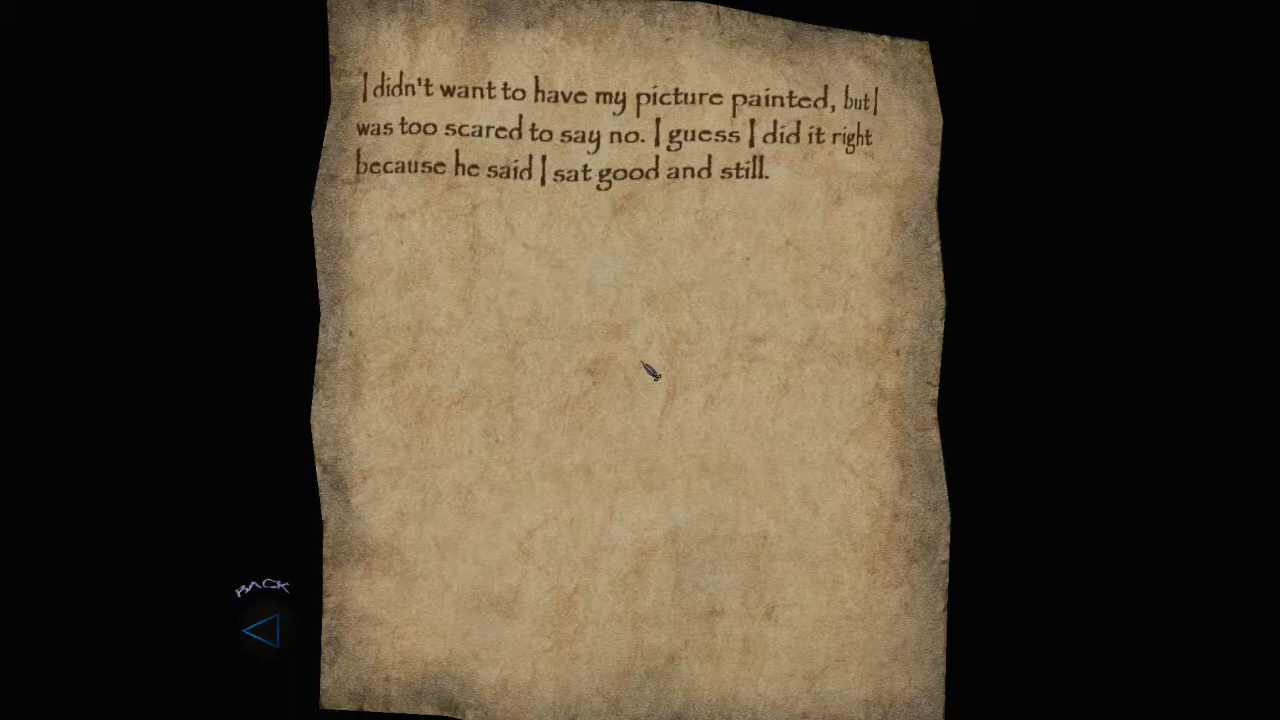 I didn't want to have my picture painted, but I
was too scared to say no. I guess I did it right
because he said I sat good and still.
BACK